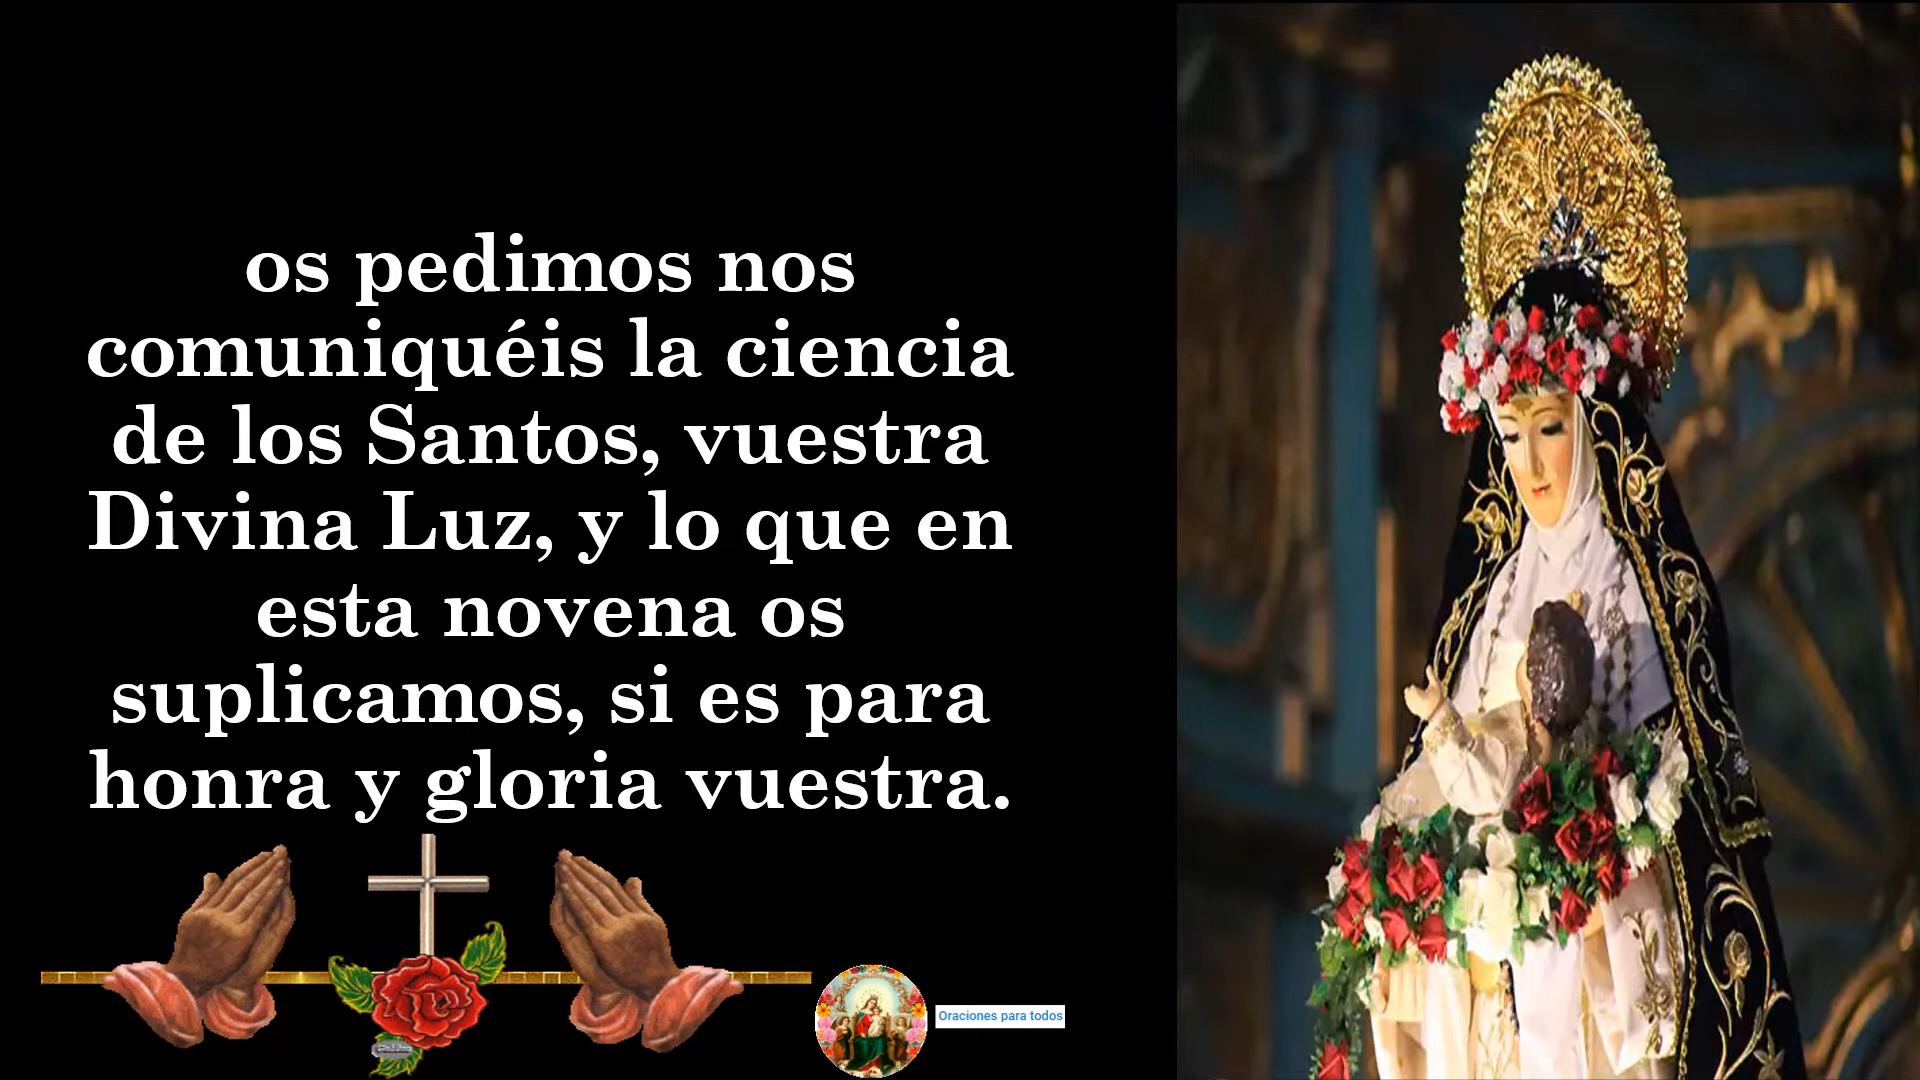 os pedimos nos
comuniquéis la ciencia
de los Santos, vuestra
Divina Luz, y lo que en
esta novena os
suplicamos, si es para
honra y gloria vuestra.
Oraciones para todos